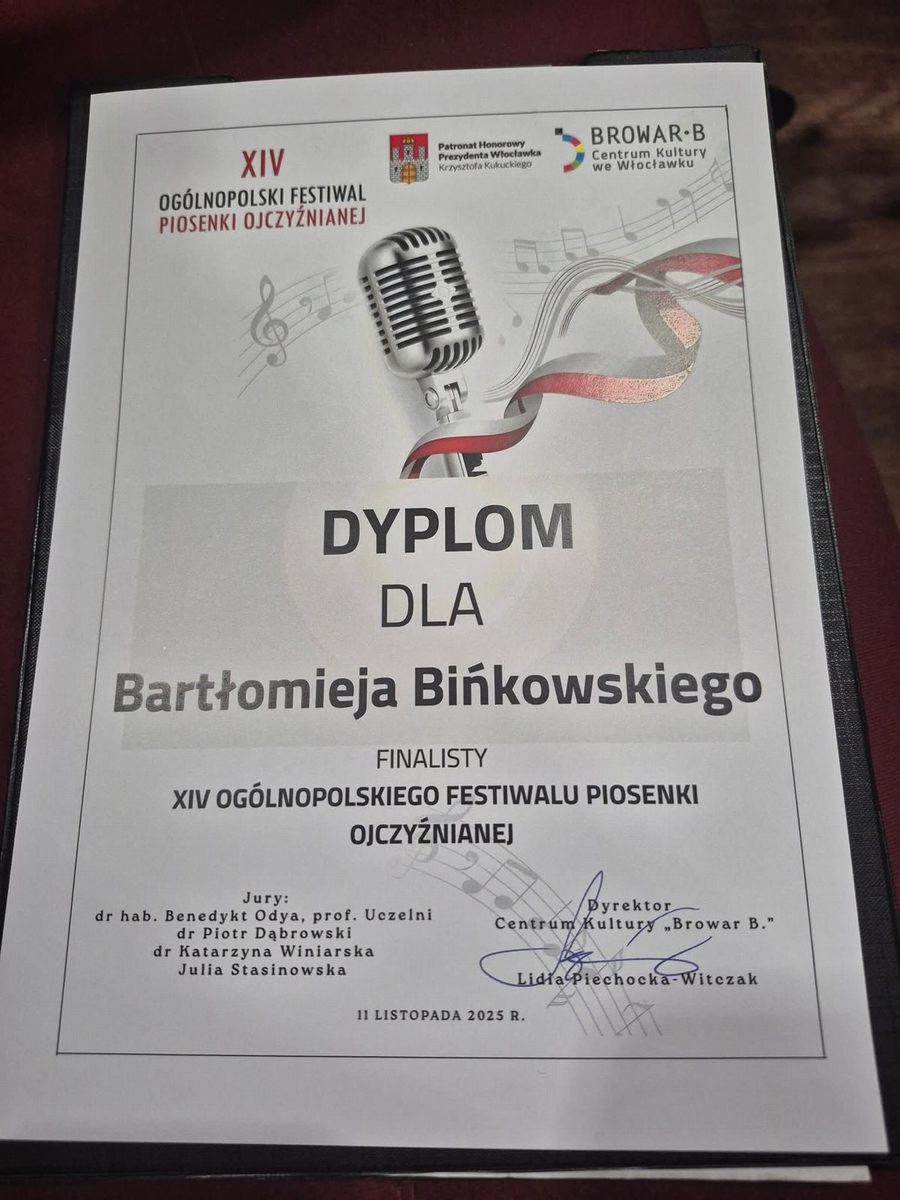 XIV
OGÓLNOPOLSKI FESTIWAL
PIOSENKI OJCZYŹNIANEJ
Patronat Honorowy
Prezydenta Włocławka
Krzysztofa Kukuckiego
BROWAR·B
Centrum Kultury
we Włocławku
DYPLOM
DLA
Bartłomieja Bińkowskiego
FINALISTY
XIV OGÓLNOPOLSKIEGO FESTIWALU PIOSENKI
OJCZYŹNIANEJ
Jury:
dr hab. Benedykt Odya, prof. Uczelni
dr Piotr Dąbrowski
dr Katarzyna Winiarska
Julia Stasinowska
Dyrektor
Centrum Kultury „Browar B.”
Lidia Piechocka-Witczak
11 LISTOPADA 2025 R.